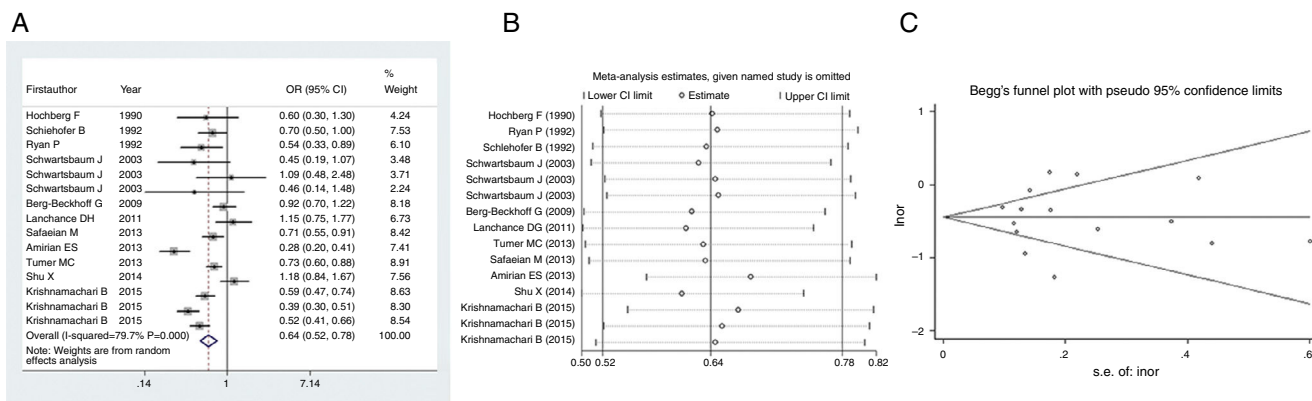 A
%
Firstauthor Year OR (95% CI) Weight
Hochberg F 1990 0.60 (0.30, 1.30) 4.24
Schiehofer B 1992 0.70 (0.50, 1.00) 7.53
Ryan P 1992 0.54 (0.33, 0.89) 6.10
Schwartsbaum J 2003 0.45 (0.19, 1.07) 3.48
Schwartsbaum J 2003 1.09 (0.48, 2.48) 3.71
Schwartsbaum J 2003 0.46 (0.14, 1.48) 2.24
Berg-Beckhoff G 2009 0.92 (0.70, 1.22) 8.18
Lanchance DH 2011 1.15 (0.75, 1.77) 6.73
Safaeian M 2013 0.71 (0.55, 0.91) 8.42
Amirian ES 2013 0.28 (0.20, 0.41) 7.41
Tumer MC 2013 0.73 (0.60, 0.88) 8.91
Shu X 2014 1.18 (0.84, 1.67) 7.56
Krishnamachari B 2015 0.59 (0.47, 0.74) 8.63
Krishnamachari B 2015 0.39 (0.30, 0.51) 8.30
Krishnamachari B 2015 0.52 (0.41, 0.66) 8.54
Overall (I-squared=79.7% P=0.000) 0.64 (0.52, 0.78) 100.00
Note: Weights are from random
effects analysis
.14 1 7.14
B
Meta-analysis estimates, given named study is omitted
Lower CI limit Estimate Upper CI limit
Hochberg F (1990)
Ryan P (1992)
Schlehofer B (1992)
Schwartsbaum J (2003)
Schwartsbaum J (2003)
Schwartsbaum J (2003)
Berg-Beckhoff G (2009)
Lanchance DG (2011)
Tumer MC (2013)
Safaeian M (2013)
Amirian ES (2013)
Shu X (2014)
Krishnamachari B (2015)
Krishnamachari B (2015)
Krishnamachari B (2015)
0.50 0.52 0.64 0.78 0.82
C
Begg's funnel plot with pseudo 95% confidence limits
1
0
−1
−2
lnor
0 .2 .4 .6
s.e. of: inor